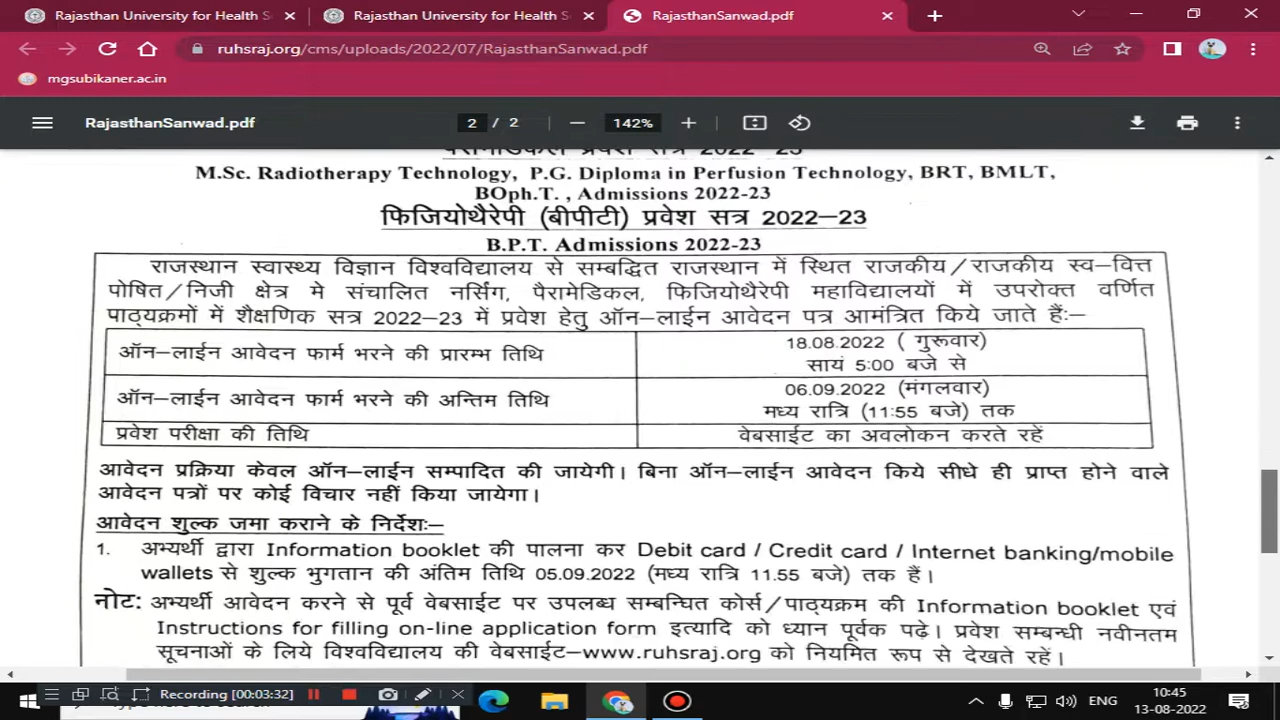 Rajasthan University for Health S
Rajasthan University for Health S
RajasthanSanwad.pdf
ruhsraj.org/cms/uploads/2022/07/RajasthanSanwad.pdf
mgsubikaner.ac.in
RajasthanSanwad.pdf
2 / 2
142%
पैरामेडिकल प्रवेश सत्र 2022-23
M.Sc. Radiotherapy Technology, P.G. Diploma in Perfusion Technology, BRT, BMLT,
BOph.T. , Admissions 2022-23
फिजियोथैरेपी (बीपीटी) प्रवेश सत्र 2022–23
B.P.T. Admissions 2022-23
राजस्थान स्वास्थ्य विज्ञान विश्वविद्यालय से सम्बद्धित राजस्थान में स्थित राजकीय/राजकीय स्व–वित्त
पोषित/निजी क्षेत्र मे संचालित नर्सिंग, पैरामेडिकल, फिजियोथैरेपी महाविद्यालयों में उपरोक्त वर्णित
पाठ्यक्रमों में शैक्षणिक सत्र 2022–23 में प्रवेश हेतु ऑन–लाईन आवेदन पत्र आमंत्रित किये जाते हैं:–
ऑन–लाईन आवेदन फार्म भरने की प्रारम्भ तिथि
18.08.2022 ( गुरूवार)
सायं 5:00 बजे से
ऑन–लाईन आवेदन फार्म भरने की अन्तिम तिथि
06.09.2022 (मंगलवार)
मध्य रात्रि (11:55 बजे) तक
प्रवेश परीक्षा की तिथि
वेबसाईट का अवलोकन करते रहें
आवेदन प्रक्रिया केवल ऑन–लाईन सम्पादित की जायेगी। बिना ऑन–लाईन आवेदन किये सीधे ही प्राप्त होने वाले
आवेदन पत्रों पर कोई विचार नहीं किया जायेगा।
आवेदन शुल्क जमा कराने के निर्देशः–
1. अभ्यर्थी द्वारा Information booklet की पालना कर Debit card / Credit card / Internet banking/mobile
wallets से शुल्क भुगतान की अंतिम तिथि 05.09.2022 (मध्य रात्रि 11.55 बजे) तक हैं।
नोट: अभ्यर्थी आवेदन करने से पूर्व वेबसाईट पर उपलब्ध सम्बन्धित कोर्स/पाठ्यक्रम की Information booklet एवं
Instructions for filling on-line application form इत्यादि को ध्यान पूर्वक पढ़े। प्रवेश सम्बन्धी नवीनतम
सूचनाओं के लिये विश्वविद्यालय की वेबसाईट–www.ruhsraj.org को नियमित रूप से देखते रहें।
Recording [00:03:32]
ENG
10:45
13-08-2022